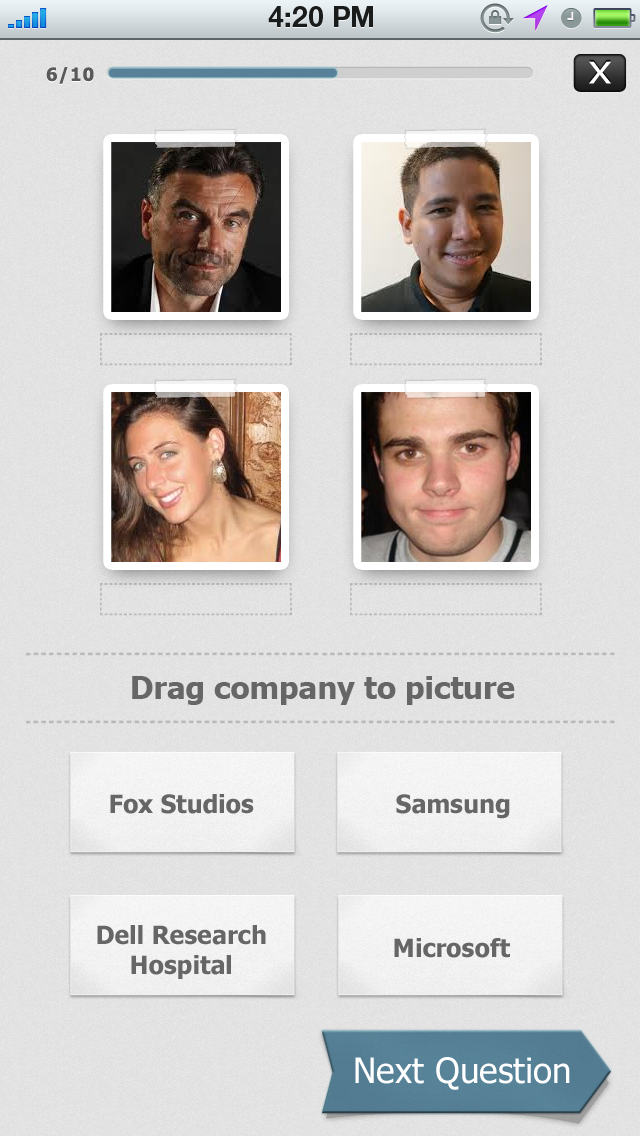 4:20 PM
6/10
X
Drag company to picture
Fox Studios
Samsung
Dell Research
Hospital
Microsoft
Next Question